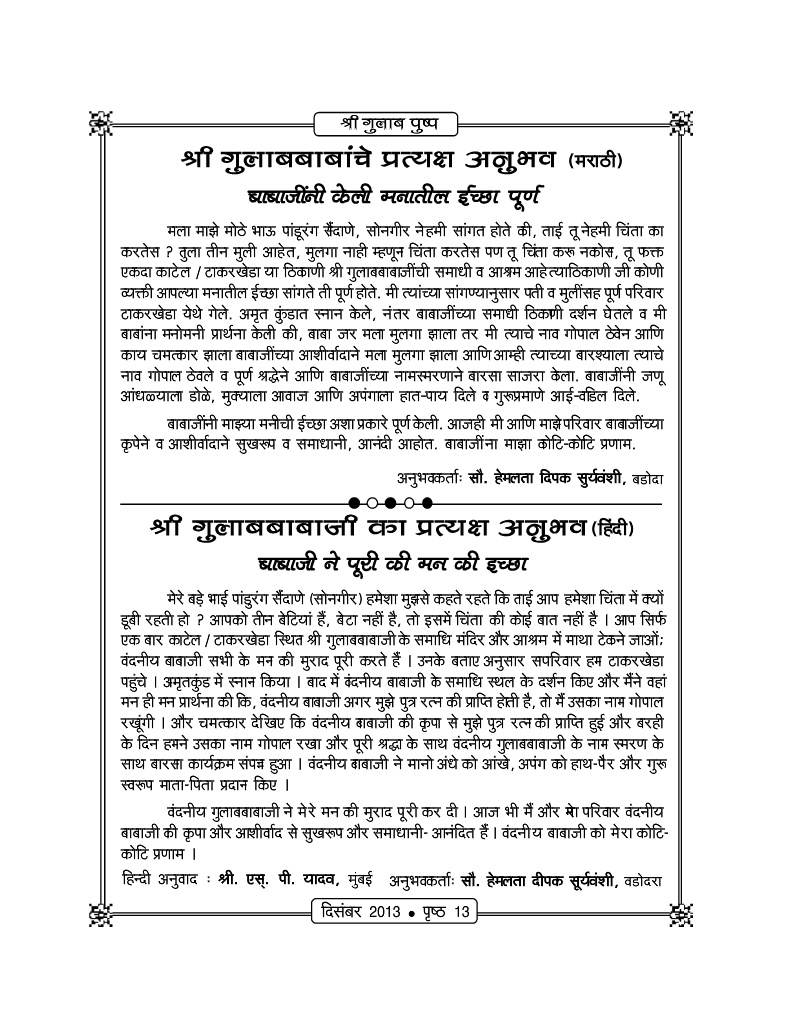 श्री गुलाब पुष्प
श्री गुलाबबाबांचे प्रत्यक्ष अनुभव (मराठी)
बाबाजींनी केली मनातील ईच्छा पूर्ण
मला माझे मोठे भाऊ पांडूरंग सैंदाणे, सोनगीर नेहमी सांगत होते की, ताई तू नेहमी चिंता का
करतेस ? तुला तीन मुली आहेत, मुलगा नाही म्हणून चिंता करतेस पण तू चिंता करू नकोस, तू फक्त
एकदा काटेल / टाकरखेडा या ठिकाणी श्री गुलाबबाबाजींची समाधी व आश्रम आहे त्याठिकाणी जी कोणी
व्यक्ती आपल्या मनातील ईच्छा सांगते ती पूर्ण होते. मी त्यांच्या सांगण्यानुसार पती व मुलींसह पूर्ण परिवार
टाकरखेडा येथे गेले. अमृत कुंडात स्नान केले, नंतर बाबाजींच्या समाधी ठिकाणी दर्शन घेतले व मी
बाबांना मनोमनी प्रार्थना केली की, बाबा जर मला मुलगा झाला तर मी त्याचे नाव गोपाल ठेवेन आणि
काय चमत्कार झाला बाबाजींच्या आशीर्वादाने मला मुलगा झाला आणि आम्ही त्याच्या बारश्याला त्याचे
नाव गोपाल ठेवले व पूर्ण श्रद्धेने आणि बाबाजींच्या नामस्मरणाने बारसा साजरा केला. बाबाजींनी जणू
आंधळ्याला डोळे, मुक्याला आवाज आणि अपंगाला हात-पाय दिले व गुरूप्रमाणे आई-वडिल दिले.
बाबाजींनी माझ्या मनीची ईच्छा अशा प्रकारे पूर्ण केली. आजही मी आणि माझे परिवार बाबाजींच्या
कृपेने व आशीर्वादाने सुखरूप व समाधानी, आनंदी आहोत. बाबाजींना माझा कोटि-कोटि प्रणाम.
अनुभवकर्ताः सौ. हेमलता दिपक सुर्यवंशी, बडोदा
श्री गुलाबबाबाजी का प्रत्यक्ष अनुभव (हिंदी)
बाबाजी ने पूरी की मन की इच्छा
मेरे बड़े भाई पांडुरंग सैंदाणे (सोनगीर) हमेशा मुझसे कहते रहते कि ताई आप हमेशा चिंता में क्यों
डूबी रहती हो ? आपको तीन बेटियां हैं, बेटा नहीं है, तो इसमें चिंता की कोई बात नहीं है । आप सिर्फ
एक बार काटेल / टाकरखेडा स्थित श्री गुलाबबाबाजी के समाधि मंदिर और आश्रम में माथा टेकने जाओं;
वंदनीय बाबाजी सभी के मन की मुराद पूरी करते हैं । उनके बताए अनुसार सपरिवार हम टाकरखेडा
पहुंचे । अमृतकुंड में स्नान किया । बाद में वंदनीय बाबाजी के समाधि स्थल के दर्शन किए और मैंने वहां
मन ही मन प्रार्थना की कि, वंदनीय बाबाजी अगर मुझे पुत्र रत्न की प्राप्ति होती है, तो मैं उसका नाम गोपाल
रखूंगी । और चमत्कार देखिए कि वंदनीय बाबाजी की कृपा से मुझे पुत्र रत्न की प्राप्ति हुई और बरही
के दिन हमने उसका नाम गोपाल रखा और पूरी श्रद्धा के साथ वंदनीय गुलाबबाबाजी के नाम स्मरण के
साथ बारसा कार्यक्रम संपन्न हुआ । वंदनीय बाबाजी ने मानो अंधे को आंखे, अपंग को हाथ-पैर और गुरू
स्वरूप माता-पिता प्रदान किए ।
वंदनीय गुलाबबाबाजी ने मेरे मन की मुराद पूरी कर दी । आज भी मैं और मेरा परिवार वंदनीय
बाबाजी की कृपा और आशीर्वाद से सुखरूप और समाधानी- आनंदित हैं । वंदनीय बाबाजी को मेरा कोटि-
कोटि प्रणाम ।
हिन्दी अनुवाद : श्री. एस्. पी. यादव, मुंबई अनुभवकर्ताः सौ. हेमलता दीपक सूर्यवंशी, वडोदरा
दिसंबर 2013 ● पृष्ठ 13